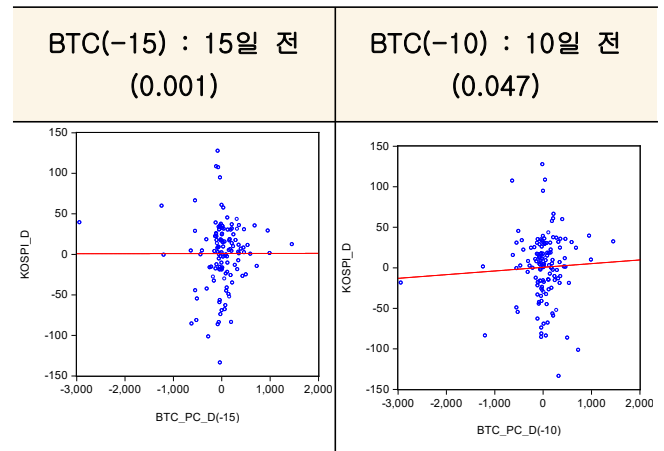 BTC(-15) : 15일 전
(0.001)
BTC(-10) : 10일 전
(0.047)
150
100
50
0
-50
-100
-150
KOSPI_D
-3,000 -2,000 -1,000 0 1,000 2,000
BTC_PC_D(-15)
150
100
50
0
-50
-100
-150
KOSPI_D
-3,000 -2,000 -1,000 0 1,000 2,000
BTC_PC_D(-10)